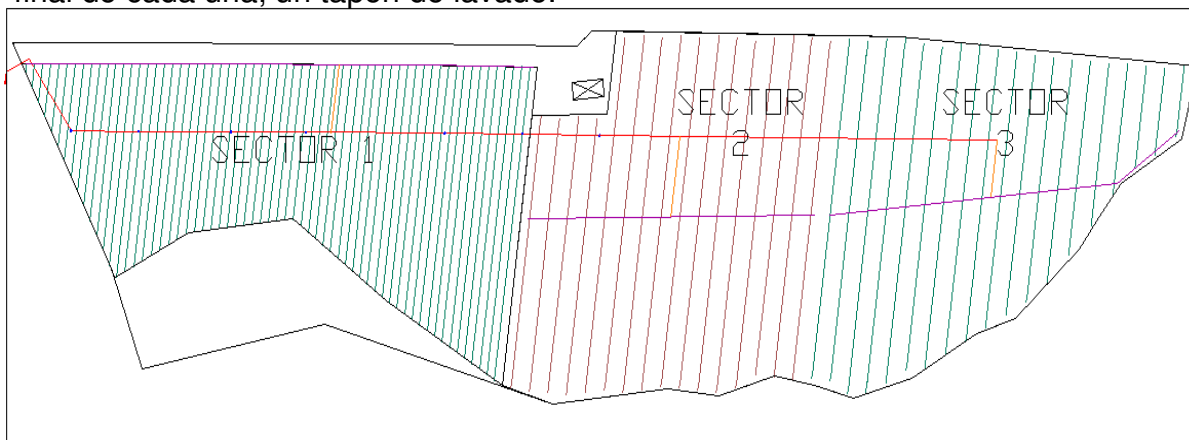 final de cada una, un tapón de lavado.
SECTOR 1
SECTOR
2
SECTOR
3